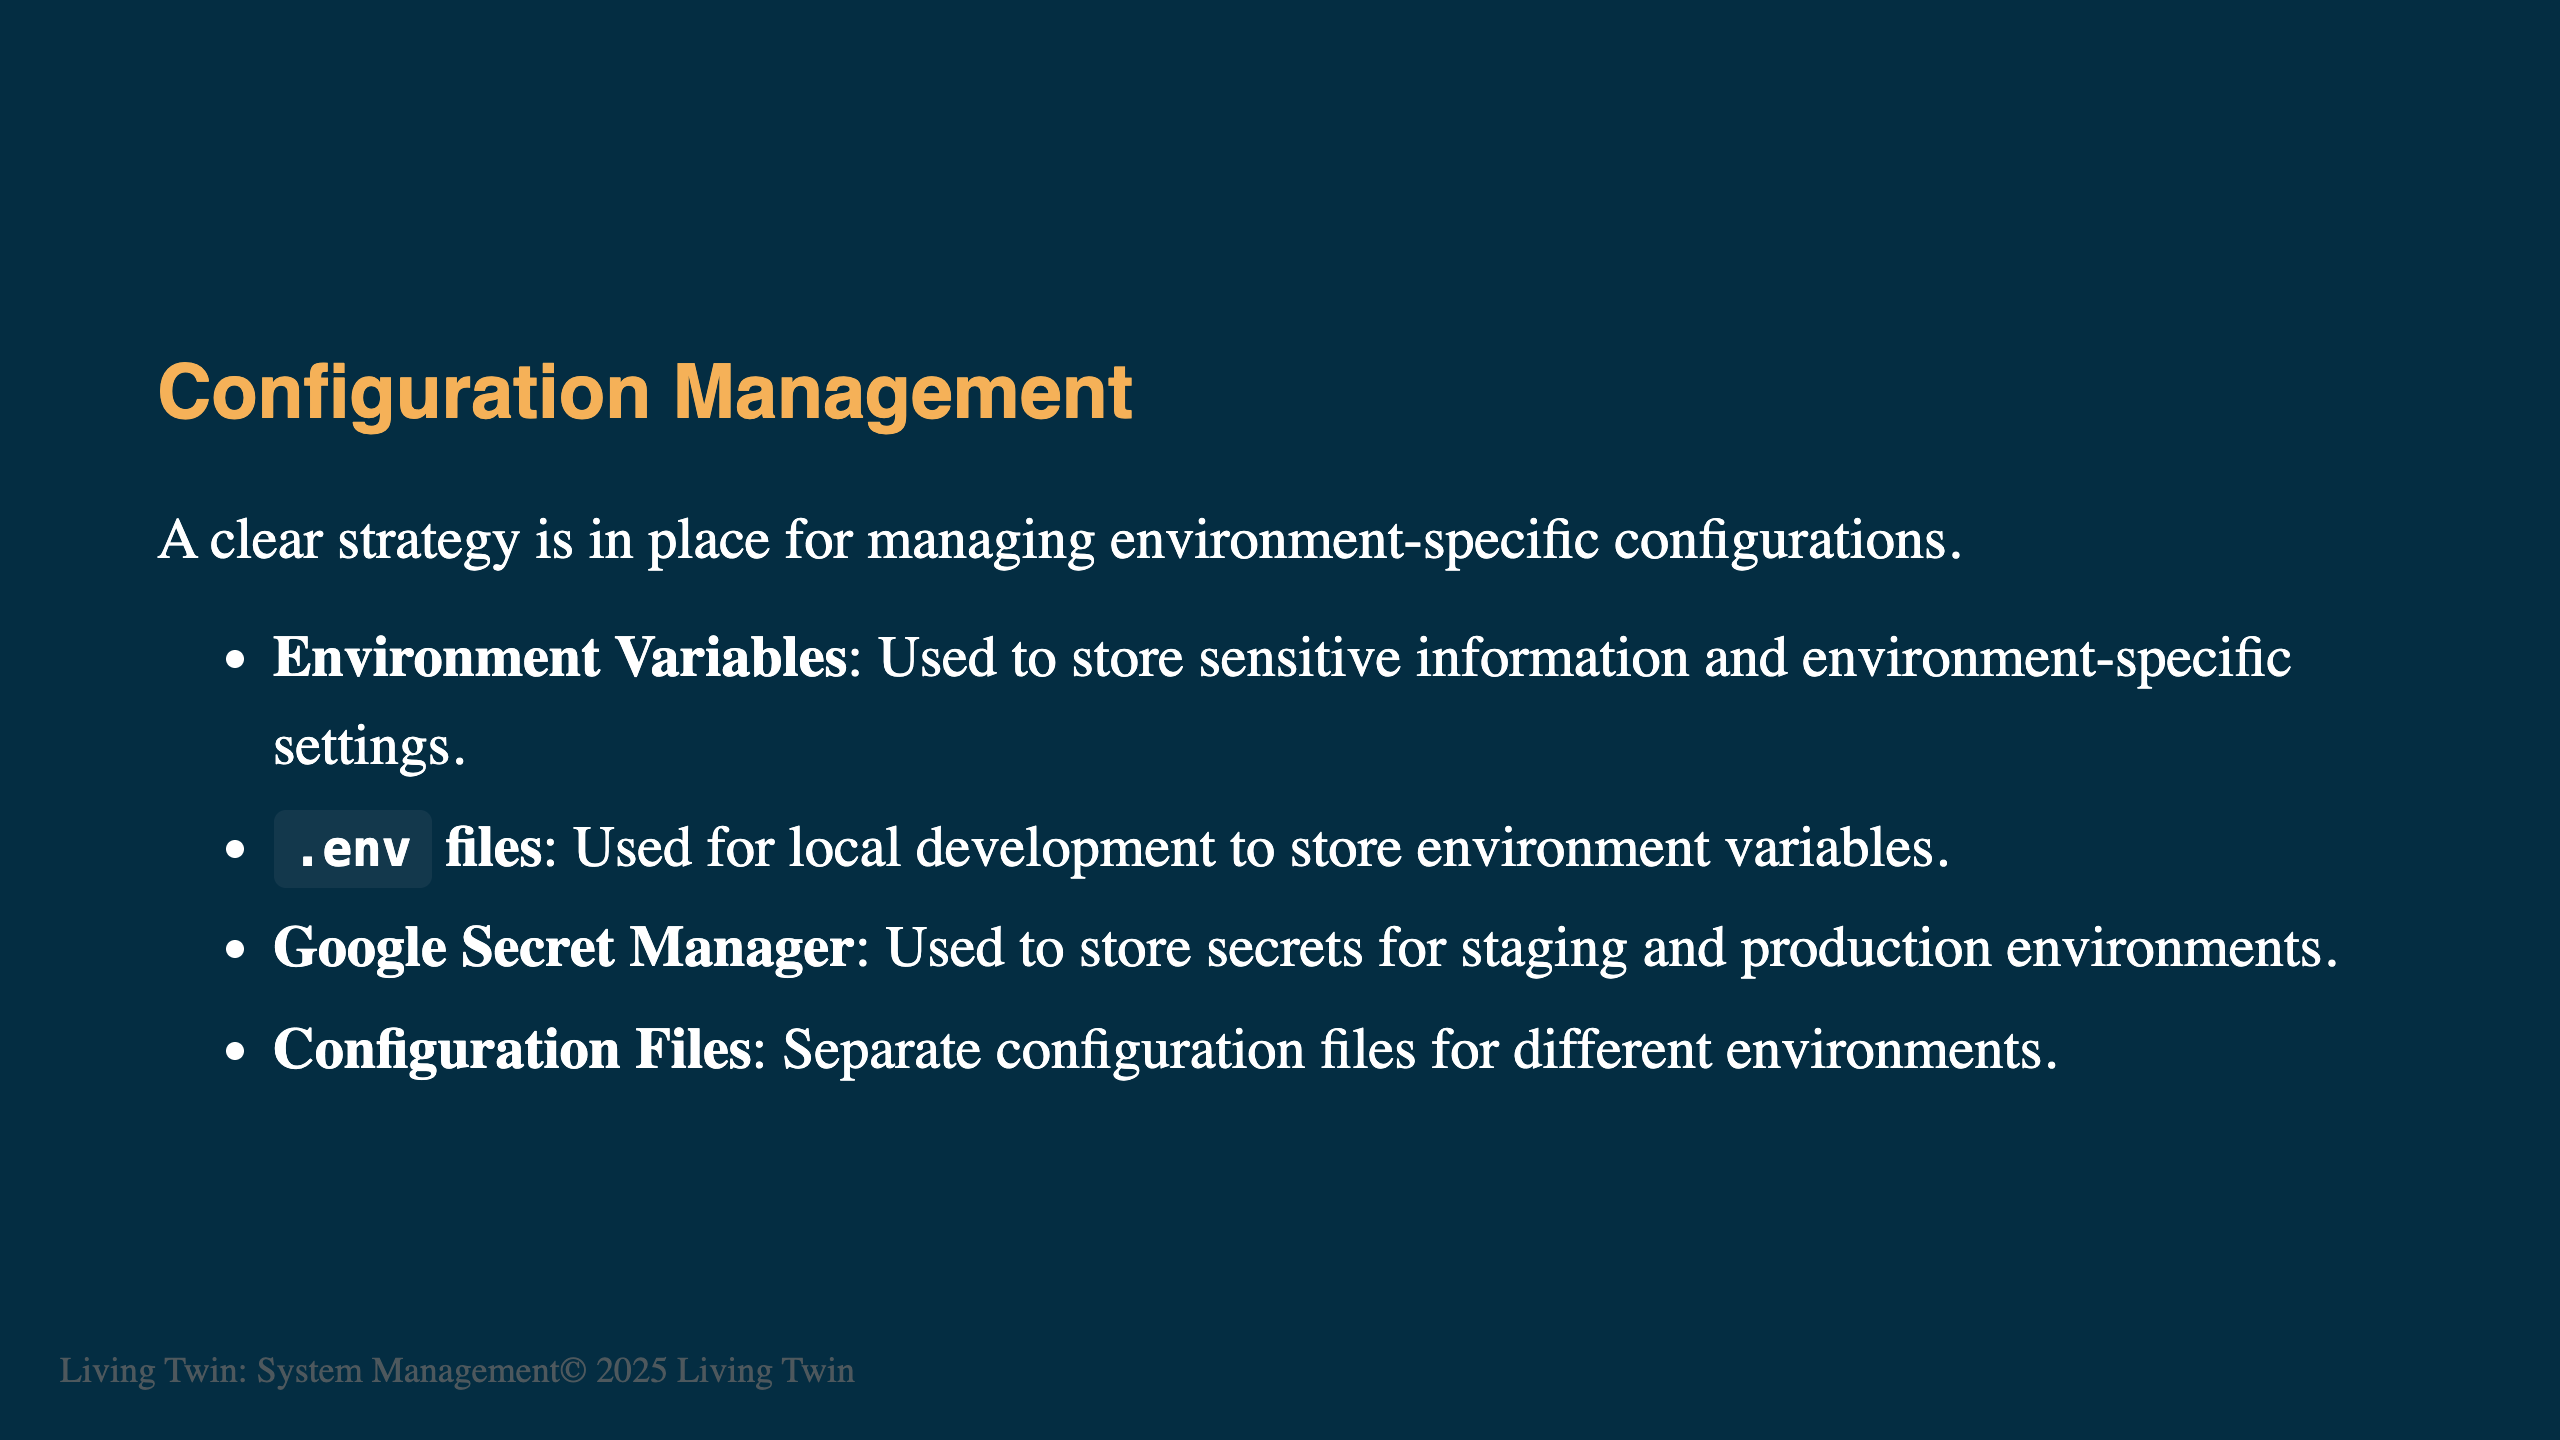 Configuration Management
A clear strategy is in place for managing environment-specific configurations.
• Environment Variables: Used to store sensitive information and environment-specific
settings.
• .env files: Used for local development to store environment variables.
• Google Secret Manager: Used to store secrets for staging and production environments.
• Configuration Files: Separate configuration files for different environments.
Living Twin: System Management© 2025 Living Twin